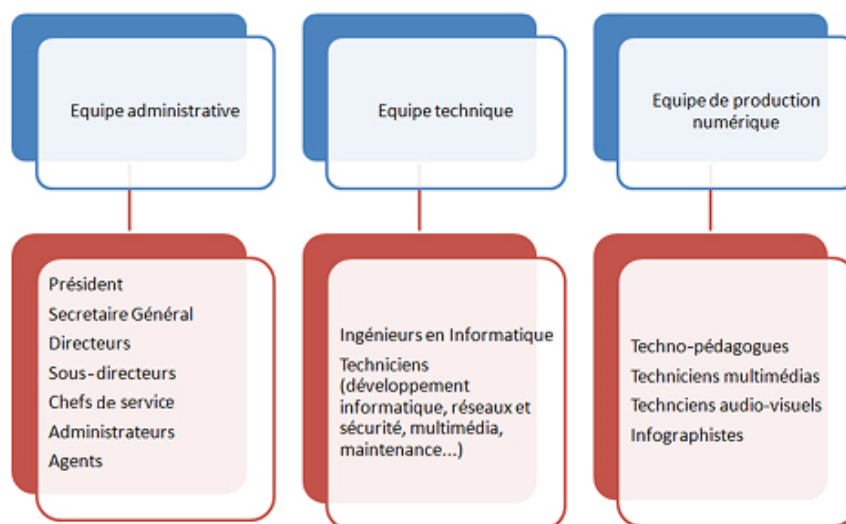 Equipe administrative
Equipe technique
Equipe de production
numérique
Président
Secretaire Général
Directeurs
Sous-directeurs
Chefs de service
Administrateurs
Agents
Ingénieurs en Informatique
Techniciens
(développement
informatique, réseaux et
sécurité, multimédia,
maintenance...)
Techno-pédagogues
Techniciens multimédias
Technciens audio-visuels
Infographistes